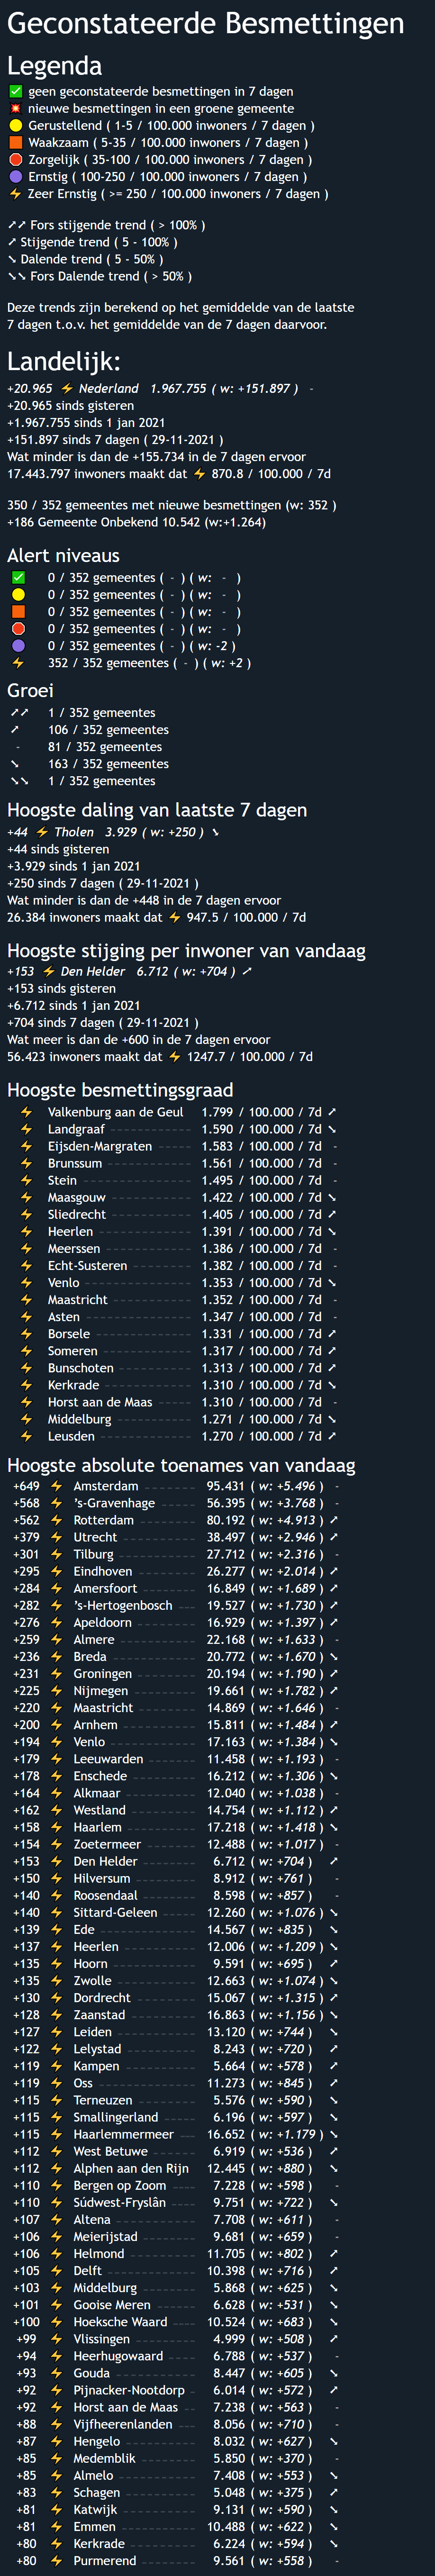 Geconstateerde Besmettingen
Legenda
✅ geen geconstateerde besmettingen in 7 dagen
💥 nieuwe besmettingen in een groene gemeente
🟡 Gerustellend ( 1-5 / 100.000 inwoners / 7 dagen )
🟧 Waakzaam ( 5-35 / 100.000 inwoners / 7 dagen )
🛑 Zorgelijk ( 35-100 / 100.000 inwoners / 7 dagen )
🟣 Ernstig ( 100-250 / 100.000 inwoners / 7 dagen )
⚡ Zeer Ernstig ( >= 250 / 100.000 inwoners / 7 dagen )
➚➚ Fors stijgende trend ( > 100% )
➚ Stijgende trend ( 5 - 100% )
➘ Dalende trend ( 5 - 50% )
➘➘ Fors Dalende trend ( > 50% )
Deze trends zijn berekend op het gemiddelde van de laatste
7 dagen t.o.v. het gemiddelde van de 7 dagen daarvoor.
Landelijk:
+20.965 ⚡ Nederland 1.967.755 ( w: +151.897 ) -
+20.965 sinds gisteren
+1.967.755 sinds 1 jan 2021
+151.897 sinds 7 dagen ( 29-11-2021 )
Wat minder is dan de +155.734 in de 7 dagen ervoor
17.443.797 inwoners maakt dat ⚡ 870.8 / 100.000 / 7d
350 / 352 gemeentes met nieuwe besmettingen (w: 352 )
+186 Gemeente Onbekend 10.542 (w:+1.264)
Alert niveaus
✅ 0 / 352 gemeentes ( - ) ( w: - )
🟡 0 / 352 gemeentes ( - ) ( w: - )
🟧 0 / 352 gemeentes ( - ) ( w: - )
🛑 0 / 352 gemeentes ( - ) ( w: - )
🟣 0 / 352 gemeentes ( - ) ( w: -2 )
⚡ 352 / 352 gemeentes ( - ) ( w: +2 )
Groei
➚➚ 1 / 352 gemeentes
➚ 106 / 352 gemeentes
- 81 / 352 gemeentes
➘ 163 / 352 gemeentes
➘➘ 1 / 352 gemeentes
Hoogste daling van laatste 7 dagen
+44 ⚡ Tholen 3.929 ( w: +250 ) ➘
+44 sinds gisteren
+3.929 sinds 1 jan 2021
+250 sinds 7 dagen ( 29-11-2021 )
Wat minder is dan de +448 in de 7 dagen ervoor
26.384 inwoners maakt dat ⚡ 947.5 / 100.000 / 7d
Hoogste stijging per inwoner van vandaag
+153 ⚡ Den Helder 6.712 ( w: +704 ) ➚
+153 sinds gisteren
+6.712 sinds 1 jan 2021
+704 sinds 7 dagen ( 29-11-2021 )
Wat meer is dan de +600 in de 7 dagen ervoor
56.423 inwoners maakt dat ⚡ 1247.7 / 100.000 / 7d
Hoogste besmettingsgraad
⚡ Valkenburg aan de Geul 1.799 / 100.000 / 7d ➚
⚡ Landgraaf 1.590 / 100.000 / 7d ➘
⚡ Eijsden-Margraten 1.583 / 100.000 / 7d -
⚡ Brunssum 1.561 / 100.000 / 7d -
⚡ Stein 1.495 / 100.000 / 7d -
⚡ Maasgouw 1.422 / 100.000 / 7d ➘
⚡ Sliedrecht 1.405 / 100.000 / 7d ➚
⚡ Heerlen 1.391 / 100.000 / 7d ➘
⚡ Meerssen 1.386 / 100.000 / 7d -
⚡ Echt-Susteren 1.382 / 100.000 / 7d -
⚡ Venlo 1.353 / 100.000 / 7d ➘
⚡ Maastricht 1.352 / 100.000 / 7d -
⚡ Asten 1.347 / 100.000 / 7d -
⚡ Borsele 1.331 / 100.000 / 7d ➚
⚡ Someren 1.317 / 100.000 / 7d ➚
⚡ Bunschoten 1.313 / 100.000 / 7d ➚
⚡ Kerkrade 1.310 / 100.000 / 7d ➘
⚡ Horst aan de Maas 1.310 / 100.000 / 7d -
⚡ Middelburg 1.271 / 100.000 / 7d ➘
⚡ Leusden 1.270 / 100.000 / 7d ➚
Hoogste absolute toenames van vandaag
+649 ⚡ Amsterdam 95.431 ( w: +5.496 ) -
+568 ⚡ ’s-Gravenhage 56.395 ( w: +3.768 ) -
+562 ⚡ Rotterdam 80.192 ( w: +4.913 ) ➚
+379 ⚡ Utrecht 38.497 ( w: +2.946 ) ➚
+301 ⚡ Tilburg 27.712 ( w: +2.316 ) -
+295 ⚡ Eindhoven 26.277 ( w: +2.014 ) ➚
+284 ⚡ Amersfoort 16.849 ( w: +1.689 ) ➚
+282 ⚡ ’s-Hertogenbosch 19.527 ( w: +1.730 ) ➚
+276 ⚡ Apeldoorn 16.929 ( w: +1.397 ) ➚
+259 ⚡ Almere 22.168 ( w: +1.633 ) -
+236 ⚡ Breda 20.772 ( w: +1.670 ) ➘
+231 ⚡ Groningen 20.194 ( w: +1.190 ) ➚
+225 ⚡ Nijmegen 19.661 ( w: +1.782 ) ➚
+220 ⚡ Maastricht 14.869 ( w: +1.646 ) -
+200 ⚡ Arnhem 15.811 ( w: +1.484 ) ➚
+194 ⚡ Venlo 17.163 ( w: +1.384 ) ➘
+179 ⚡ Leeuwarden 11.458 ( w: +1.193 ) -
+178 ⚡ Enschede 16.212 ( w: +1.306 ) ➘
+164 ⚡ Alkmaar 12.040 ( w: +1.038 ) -
+162 ⚡ Westland 14.754 ( w: +1.112 ) ➚
+158 ⚡ Haarlem 17.218 ( w: +1.418 ) ➘
+154 ⚡ Zoetermeer 12.488 ( w: +1.017 ) -
+153 ⚡ Den Helder 6.712 ( w: +704 ) ➚
+150 ⚡ Hilversum 8.912 ( w: +761 ) -
+140 ⚡ Roosendaal 8.598 ( w: +857 ) -
+140 ⚡ Sittard-Geleen 12.260 ( w: +1.076 ) ➘
+139 ⚡ Ede 14.567 ( w: +835 ) ➘
+137 ⚡ Heerlen 12.006 ( w: +1.209 ) ➘
+135 ⚡ Hoorn 9.591 ( w: +695 ) ➚
+135 ⚡ Zwolle 12.663 ( w: +1.074 ) ➘
+130 ⚡ Dordrecht 15.067 ( w: +1.315 ) ➚
+128 ⚡ Zaanstad 16.863 ( w: +1.156 ) ➘
+127 ⚡ Leiden 13.120 ( w: +744 ) ➘
+122 ⚡ Lelystad 8.243 ( w: +720 ) ➚
+119 ⚡ Kampen 5.664 ( w: +578 ) ➚
+119 ⚡ Oss 11.273 ( w: +845 ) ➚
+115 ⚡ Terneuzen 5.576 ( w: +590 ) ➘
+115 ⚡ Smallingerland 6.196 ( w: +597 ) ➘
+115 ⚡ Haarlemmermeer 16.652 ( w: +1.179 ) ➘
+112 ⚡ West Betuwe 6.919 ( w: +536 ) ➚
+112 ⚡ Alphen aan den Rijn 12.445 ( w: +880 ) ➘
+110 ⚡ Bergen op Zoom 7.228 ( w: +598 ) -
+110 ⚡ Súdwest-Fryslân 9.751 ( w: +722 ) ➘
+107 ⚡ Altena 7.708 ( w: +611 ) -
+106 ⚡ Meierijstad 9.681 ( w: +659 ) -
+106 ⚡ Helmond 11.705 ( w: +802 ) ➚
+105 ⚡ Delft 10.398 ( w: +716 ) ➚
+103 ⚡ Middelburg 5.868 ( w: +625 ) ➘
+101 ⚡ Gooise Meren 6.628 ( w: +531 ) ➘
+100 ⚡ Hoeksche Waard 10.524 ( w: +683 ) ➘
+99 ⚡ Vlissingen 4.999 ( w: +508 ) ➚
+94 ⚡ Heerhugowaard 6.788 ( w: +537 ) -
+93 ⚡ Gouda 8.447 ( w: +605 ) ➘
+92 ⚡ Pijnacker-Nootdorp 6.014 ( w: +572 ) ➚
+92 ⚡ Horst aan de Maas 7.238 ( w: +563 ) -
+88 ⚡ Vijfheerenlanden 8.056 ( w: +710 ) -
+87 ⚡ Hengelo 8.032 ( w: +627 ) ➘
+85 ⚡ Medemblik 5.850 ( w: +370 ) -
+85 ⚡ Almelo 7.408 ( w: +553 ) ➘
+83 ⚡ Schagen 5.048 ( w: +375 ) ➚
+81 ⚡ Katwijk 9.131 ( w: +590 ) ➘
+81 ⚡ Emmen 10.488 ( w: +622 ) ➘
+80 ⚡ Kerkrade 6.224 ( w: +594 ) ➘
+80 ⚡ Purmerend 9.561 ( w: +558 ) -